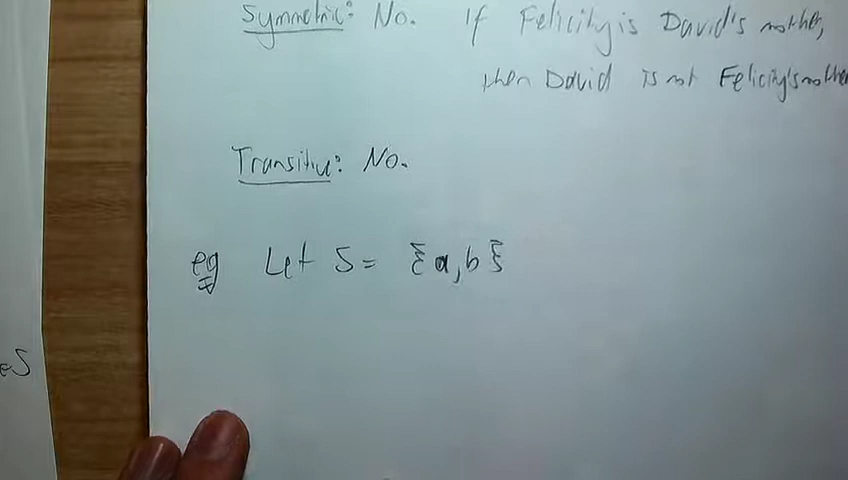 Symmetric: No. If Felicity is David's mother,
then David is not Felicity's mother
Transitive: No.
eg Let S = {a,b}
∈S